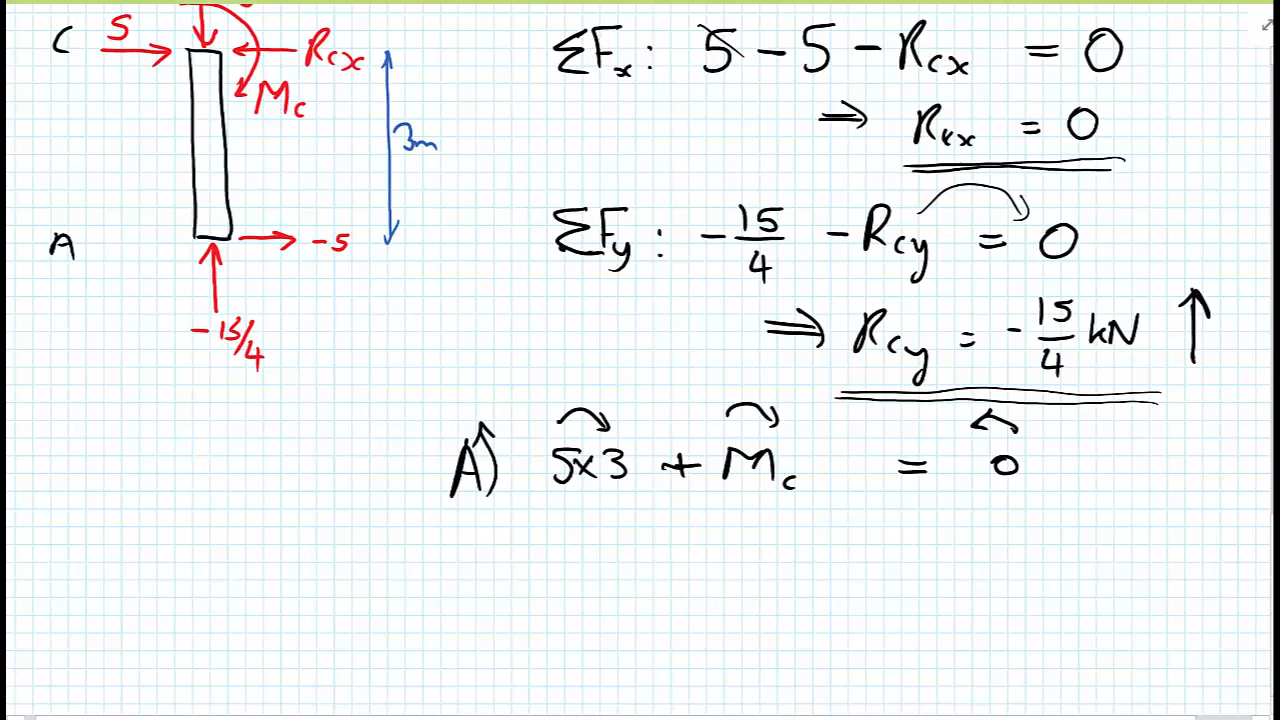 C 5 Rcx
Mc
3m
A -5
-15/4
ΣFx: 5 - 5 - Rcx = 0
⇒ Rcx = 0
ΣFy: -15/4 - Rcy = 0
⇒ Rcy = -15/4 kN ↑
A) 5x3 + Mc = 0